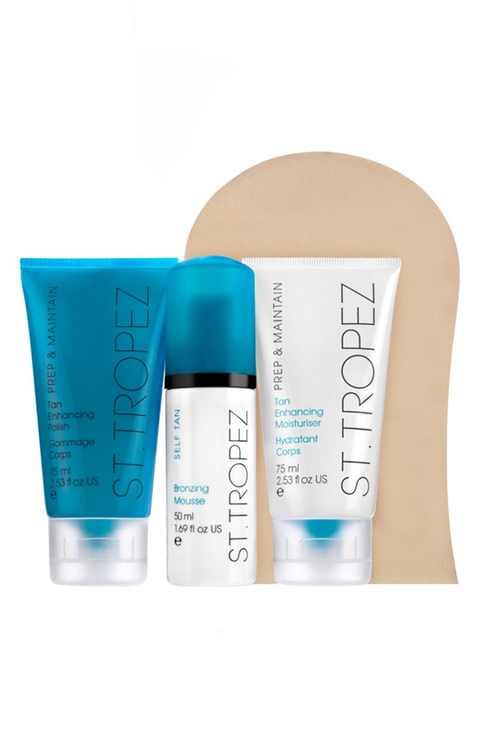 PREP & MAINTAIN
Tan
Enhancing
Polish
Gommage
Corps
75 ml
2.53 fl oz US
e
ST. TROPEZ
SELF TAN
Bronzing
Mousse
50 ml
1.69 fl oz US
e
ST. TROPEZ
PREP & MAINTAIN
Tan
Enhancing
Moisturiser
Hydratant
Corps
75 ml
2.53 fl oz US
e
ST. TROPEZ